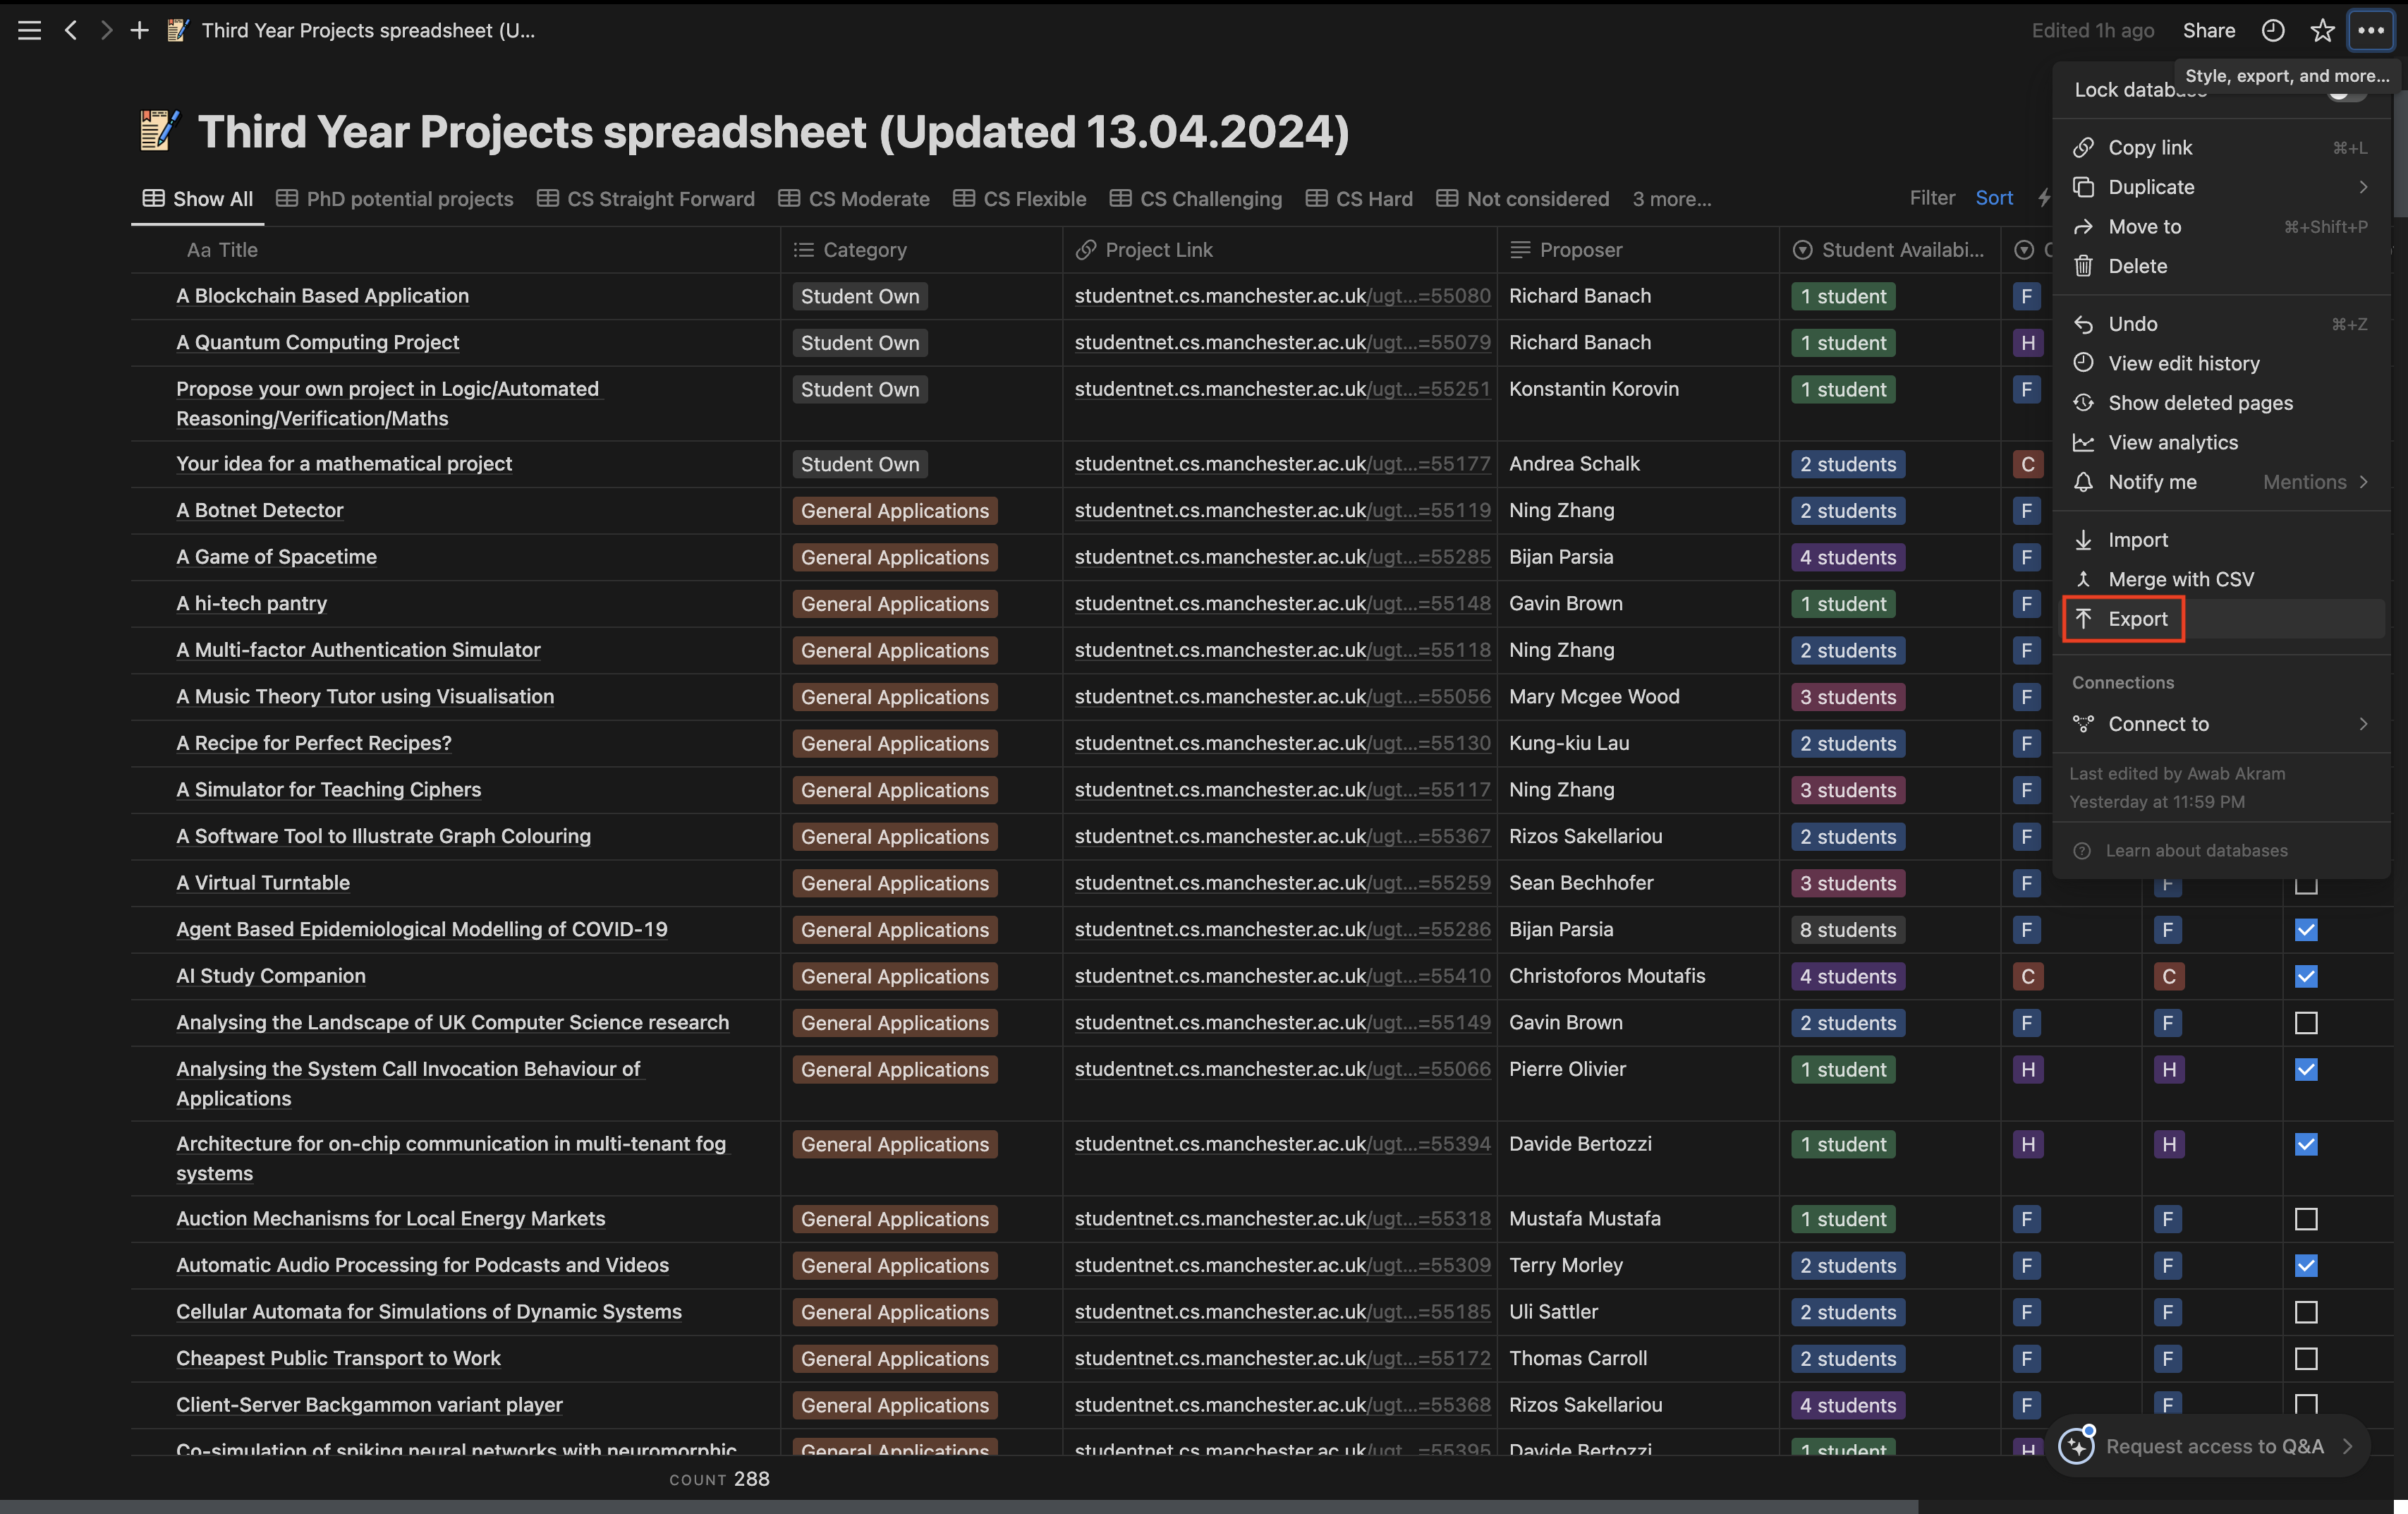 Third Year Projects spreadsheet (U...
Edited 1h ago
Share
Style, export, and more...
Third Year Projects spreadsheet (Updated 13.04.2024)
Show All
PhD potential projects
CS Straight Forward
CS Moderate
CS Flexible
CS Challenging
CS Hard
Not considered
3 more...
Filter
Sort
Aa Title
Category
Project Link
Proposer
Student Availabi...
A Blockchain Based Application
Student Own
studentnet.cs.manchester.ac.uk/ugt...=55080
Richard Banach
1 student
F
A Quantum Computing Project
Student Own
studentnet.cs.manchester.ac.uk/ugt...=55079
Richard Banach
1 student
H
Propose your own project in Logic/Automated
Reasoning/Verification/Maths
Student Own
studentnet.cs.manchester.ac.uk/ugt...=55251
Konstantin Korovin
1 student
F
Your idea for a mathematical project
Student Own
studentnet.cs.manchester.ac.uk/ugt...=55177
Andrea Schalk
2 students
C
A Botnet Detector
General Applications
studentnet.cs.manchester.ac.uk/ugt...=55119
Ning Zhang
2 students
F
A Game of Spacetime
General Applications
studentnet.cs.manchester.ac.uk/ugt...=55285
Bijan Parsia
4 students
F
A hi-tech pantry
General Applications
studentnet.cs.manchester.ac.uk/ugt...=55148
Gavin Brown
1 student
F
A Multi-factor Authentication Simulator
General Applications
studentnet.cs.manchester.ac.uk/ugt...=55118
Ning Zhang
2 students
F
A Music Theory Tutor using Visualisation
General Applications
studentnet.cs.manchester.ac.uk/ugt...=55056
Mary Mcgee Wood
3 students
F
A Recipe for Perfect Recipes?
General Applications
studentnet.cs.manchester.ac.uk/ugt...=55130
Kung-kiu Lau
2 students
F
A Simulator for Teaching Ciphers
General Applications
studentnet.cs.manchester.ac.uk/ugt...=55117
Ning Zhang
3 students
F
A Software Tool to Illustrate Graph Colouring
General Applications
studentnet.cs.manchester.ac.uk/ugt...=55367
Rizos Sakellariou
2 students
F
A Virtual Turntable
General Applications
studentnet.cs.manchester.ac.uk/ugt...=55259
Sean Bechhofer
3 students
F
F
Agent Based Epidemiological Modelling of COVID-19
General Applications
studentnet.cs.manchester.ac.uk/ugt...=55286
Bijan Parsia
8 students
F
F
AI Study Companion
General Applications
studentnet.cs.manchester.ac.uk/ugt...=55410
Christoforos Moutafis
4 students
C
C
Analysing the Landscape of UK Computer Science research
General Applications
studentnet.cs.manchester.ac.uk/ugt...=55149
Gavin Brown
2 students
F
F
Analysing the System Call Invocation Behaviour of
Applications
General Applications
studentnet.cs.manchester.ac.uk/ugt...=55066
Pierre Olivier
1 student
H
H
Architecture for on-chip communication in multi-tenant fog
systems
General Applications
studentnet.cs.manchester.ac.uk/ugt...=55394
Davide Bertozzi
1 student
H
H
Auction Mechanisms for Local Energy Markets
General Applications
studentnet.cs.manchester.ac.uk/ugt...=55318
Mustafa Mustafa
1 student
F
F
Automatic Audio Processing for Podcasts and Videos
General Applications
studentnet.cs.manchester.ac.uk/ugt...=55309
Terry Morley
2 students
F
F
Cellular Automata for Simulations of Dynamic Systems
General Applications
studentnet.cs.manchester.ac.uk/ugt...=55185
Uli Sattler
2 students
F
F
Cheapest Public Transport to Work
General Applications
studentnet.cs.manchester.ac.uk/ugt...=55172
Thomas Carroll
2 students
F
F
Client-Server Backgammon variant player
General Applications
studentnet.cs.manchester.ac.uk/ugt...=55368
Rizos Sakellariou
4 students
F
F
Co-simulation of spiking neural networks with neuromorphic
General Applications
studentnet.cs.manchester.ac.uk/ugt...=55395
Davide Bertozzi
1 student
H
H
COUNT 288
Lock database
Copy link
⌘+L
Duplicate
Move to
⌘+Shift+P
Delete
Undo
⌘+Z
View edit history
Show deleted pages
View analytics
Notify me
Mentions
Import
Merge with CSV
Export
Connections
Connect to
Last edited by Awab Akram
Yesterday at 11:59 PM
Learn about databases
Request access to Q&A